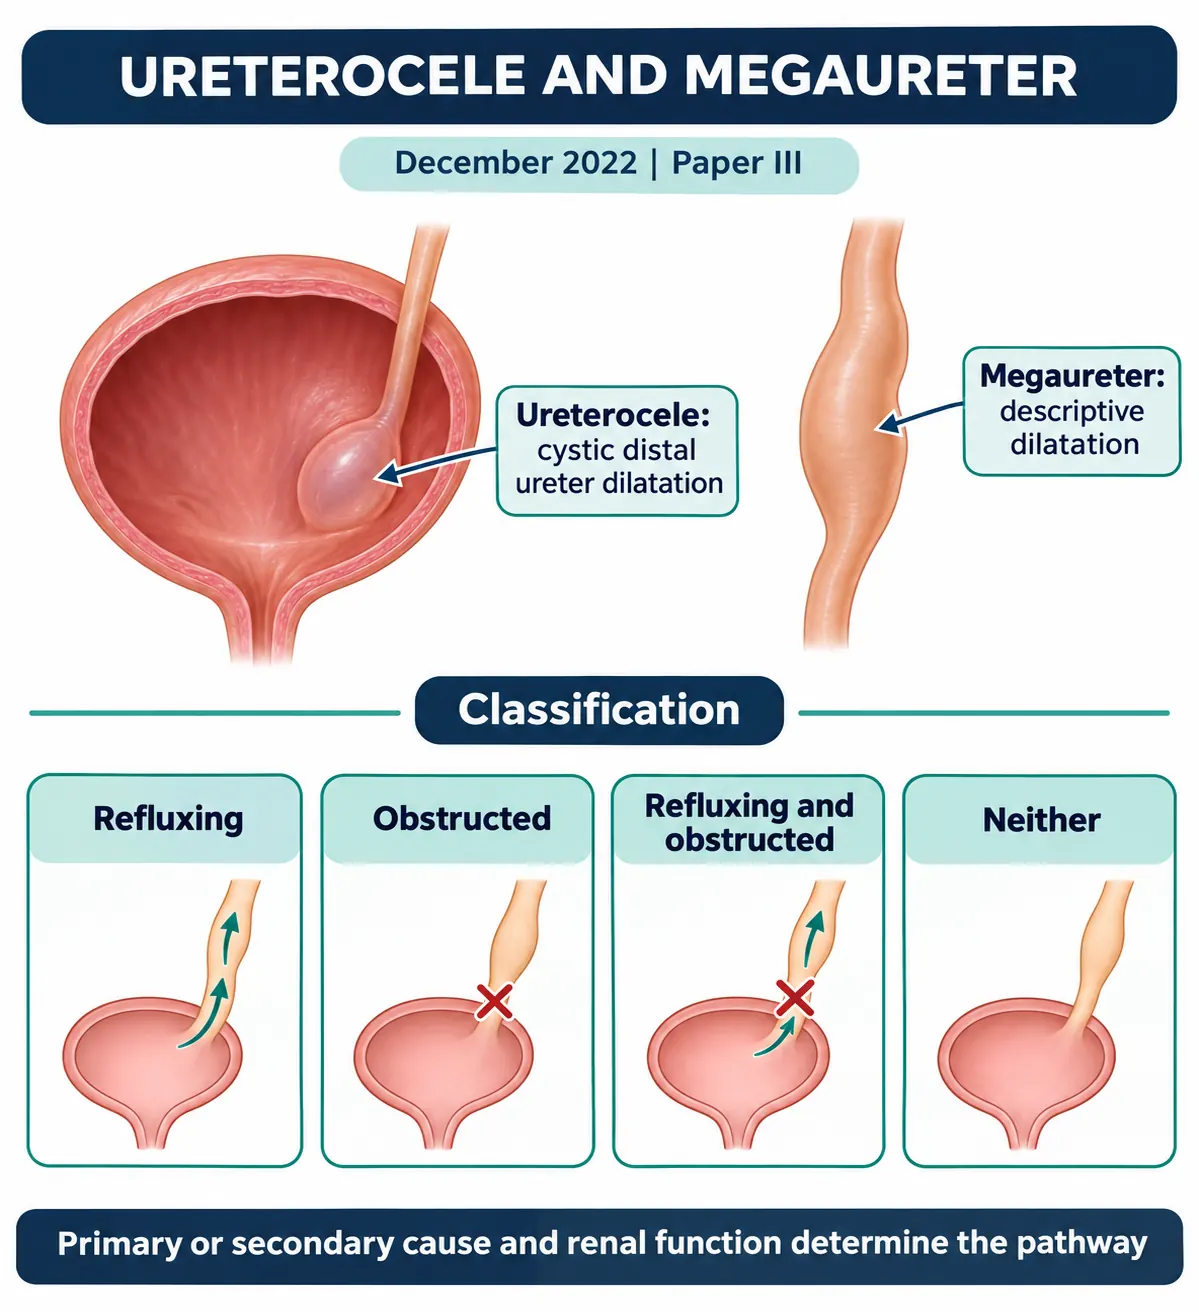 URETEROCELE AND MEGAURETER
December 2022 | Paper III
Ureterocele:
cystic distal
ureter dilatation
Megaureter:
descriptive
dilatation
Classification
Refluxing
Obstructed
Refluxing and
obstructed
Neither
Primary or secondary cause and renal function determine the pathway